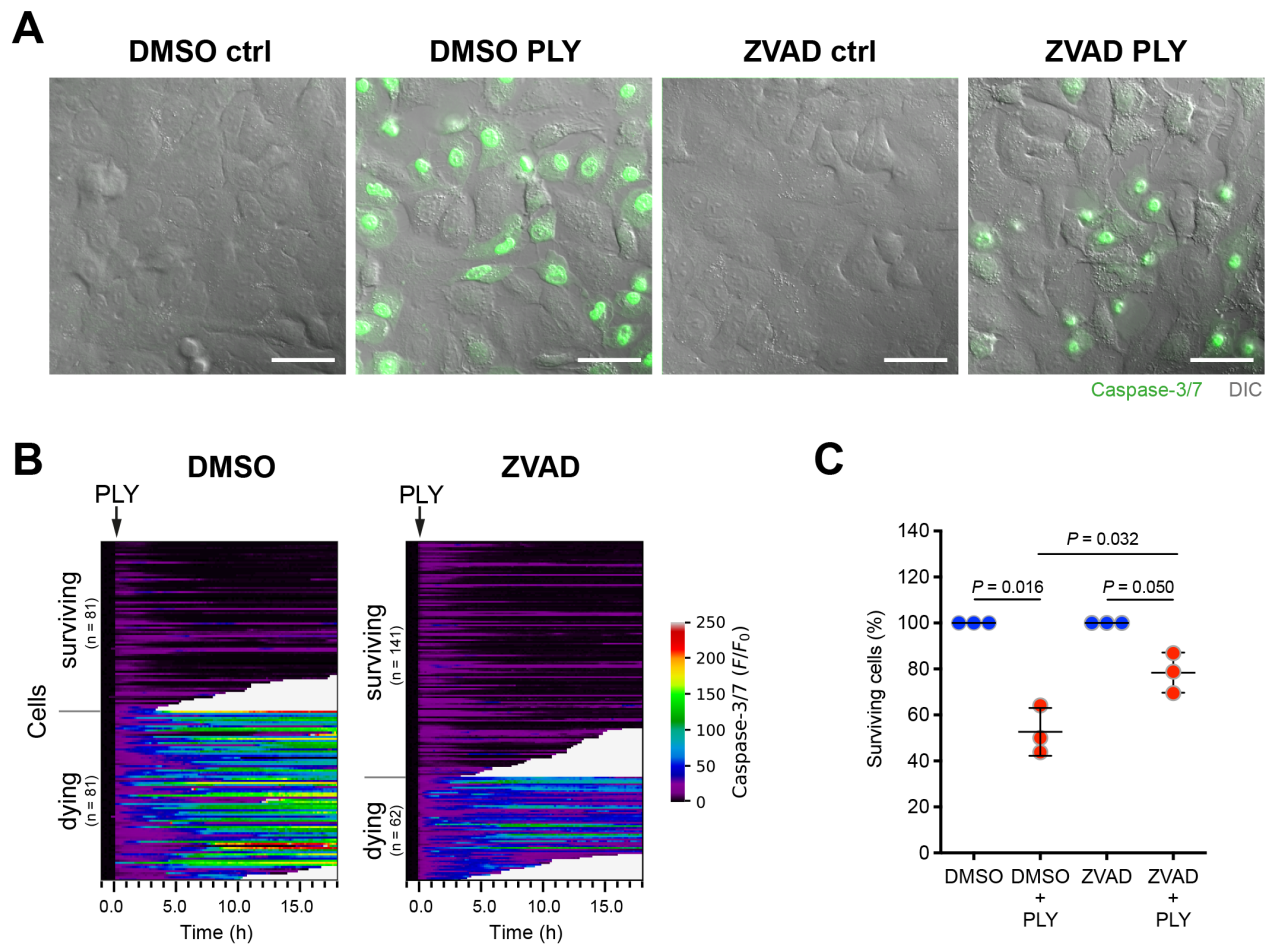 A
DMSO ctrl
DMSO PLY
ZVAD ctrl
ZVAD PLY
Caspase-3/7 DIC
B
DMSO
ZVAD
PLY
PLY
Cells
surviving
(n = 81)
dying
(n = 81)
surviving
(n = 141)
dying
(n = 62)
0.0 5.0 10.0 15.0
Time (h)
0.0 5.0 10.0 15.0
Time (h)
250
200
150
100
50
0
Caspase-3/7 (F/F0)
C
Surviving cells (%)
140
120
100
80
60
40
20
0
P = 0.032
P = 0.016
P = 0.050
DMSO
DMSO
+
PLY
ZVAD
ZVAD
+
PLY